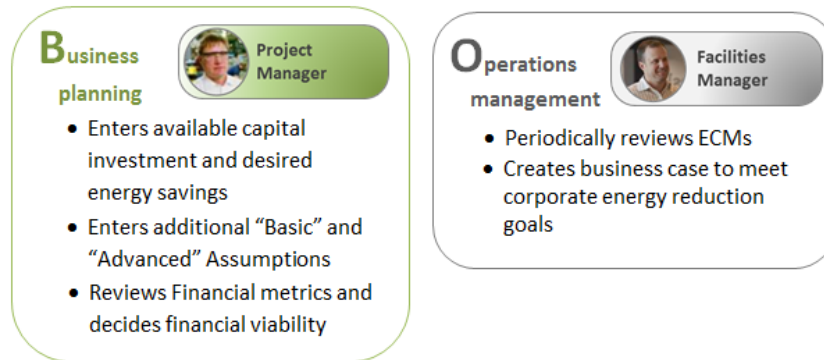 Business
planning
Project
Manager
• Enters available capital
investment and desired
energy savings
• Enters additional “Basic” and
“Advanced” Assumptions
• Reviews Financial metrics and
decides financial viability
Operations
management
Facilities
Manager
• Periodically reviews ECMs
• Creates business case to meet
corporate energy reduction
goals